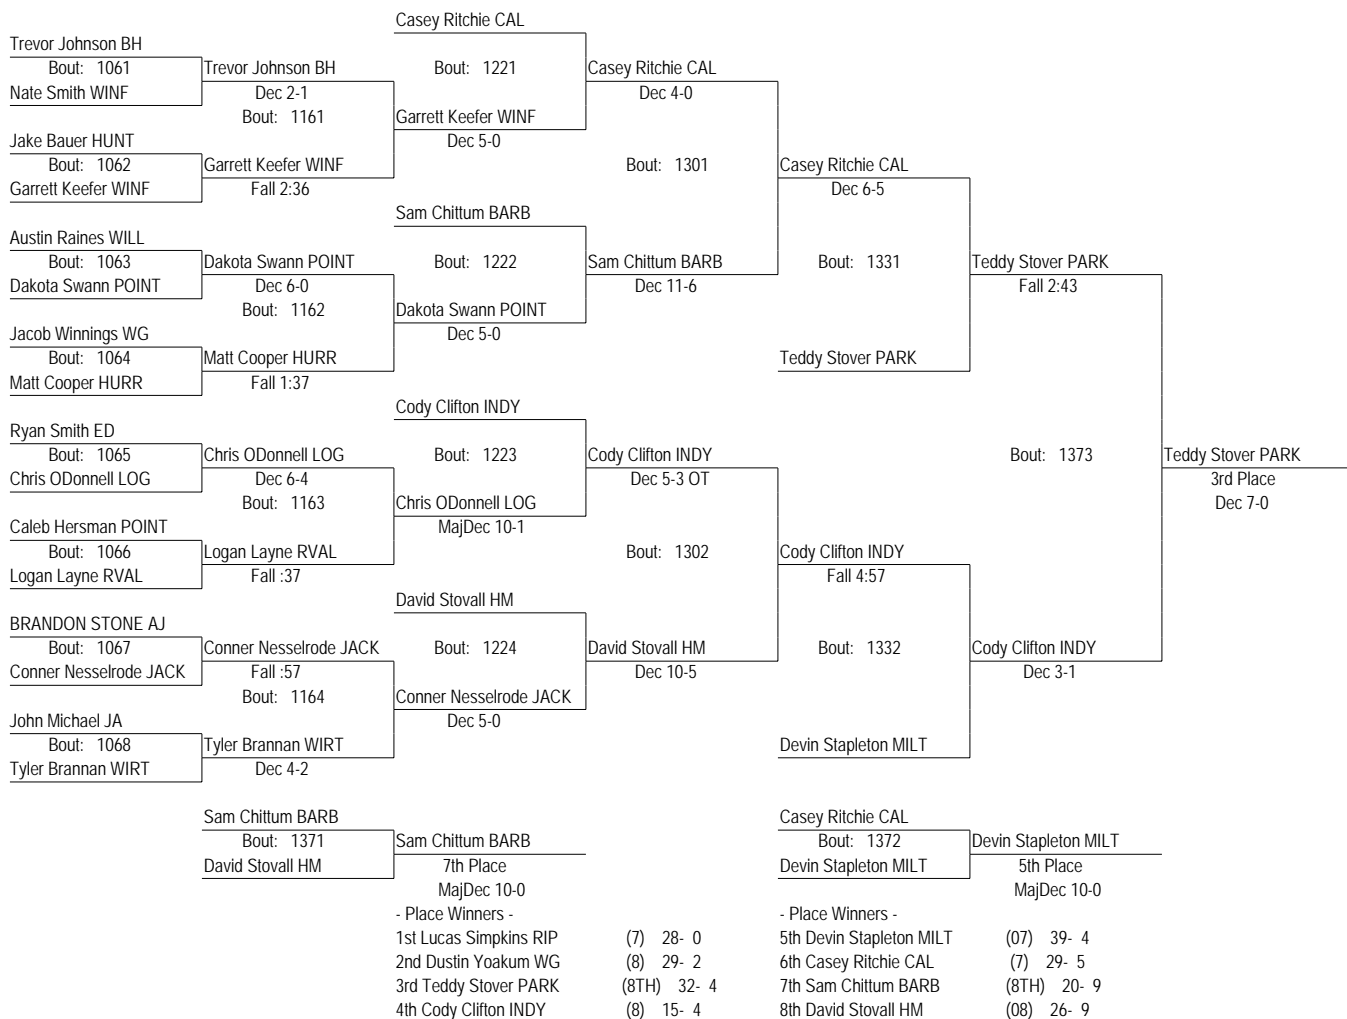 Casey Ritchie CAL
Trevor Johnson BH
Bout: 1061 Trevor Johnson BH Bout: 1221 Casey Ritchie CAL
Nate Smith WINF Dec 2-1 Dec 4-0
Bout: 1161 Garrett Keefer WINF
Jake Bauer HUNT Dec 5-0
Bout: 1062 Garrett Keefer WINF Bout: 1301 Casey Ritchie CAL
Garrett Keefer WINF Fall 2:36 Dec 6-5
Sam Chittum BARB
Austin Raines WILL
Bout: 1063 Dakota Swann POINT Bout: 1222 Sam Chittum BARB Bout: 1331 Teddy Stover PARK
Dakota Swann POINT Dec 6-0 Dec 11-6 Fall 2:43
Bout: 1162 Dakota Swann POINT
Jacob Winnings WG Dec 5-0
Bout: 1064 Matt Cooper HURR Teddy Stover PARK
Matt Cooper HURR Fall 1:37
Cody Clifton INDY
Ryan Smith ED
Bout: 1065 Chris ODonnell LOG Bout: 1223 Cody Clifton INDY Bout: 1373 Teddy Stover PARK
Chris ODonnell LOG Dec 6-4 Dec 5-3 OT 3rd Place
Bout: 1163 Chris ODonnell LOG Dec 7-0
Caleb Hersman POINT MajDec 10-1
Bout: 1066 Logan Layne RVAL Bout: 1302 Cody Clifton INDY
Logan Layne RVAL Fall :37 Fall 4:57
David Stovall HM
BRANDON STONE AJ
Bout: 1067 Conner Nesselrode JACK Bout: 1224 David Stovall HM Bout: 1332 Cody Clifton INDY
Conner Nesselrode JACK Fall :57 Dec 10-5 Dec 3-1
Bout: 1164 Conner Nesselrode JACK
John Michael JA Dec 5-0
Bout: 1068 Tyler Brannan WIRT Devin Stapleton MILT
Tyler Brannan WIRT Dec 4-2
Sam Chittum BARB Casey Ritchie CAL
Bout: 1371 Sam Chittum BARB Bout: 1372 Devin Stapleton MILT
David Stovall HM 7th Place Devin Stapleton MILT 5th Place
MajDec 10-0 MajDec 10-0
- Place Winners - - Place Winners -
1st Lucas Simpkins RIP (7) 28- 0 5th Devin Stapleton MILT (07) 39- 4
2nd Dustin Yoakum WG (8) 29- 2 6th Casey Ritchie CAL (7) 29- 5
3rd Teddy Stover PARK (8TH) 32- 4 7th Sam Chittum BARB (8TH) 20- 9
4th Cody Clifton INDY (8) 15- 4 8th David Stovall HM (08) 26- 9